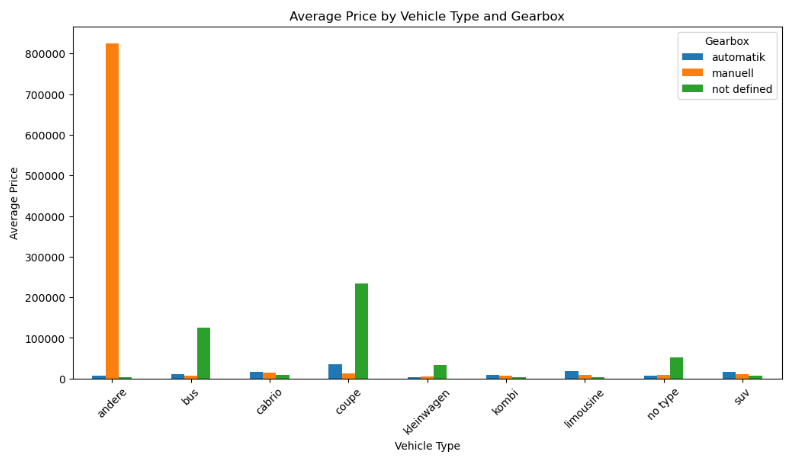 Average Price by Vehicle Type and Gearbox
Gearbox
automatik
manuell
not defined
Average Price
800000
700000
600000
500000
400000
300000
200000
100000
0
andere
bus
cabrio
coupe
kleinwagen
kombi
limousine
no type
suv
Vehicle Type